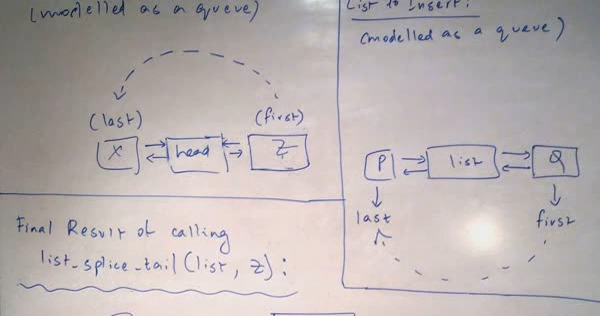 (modelled as a queue)
(last)
(first)
X
head
Z
List to Insert:
(modelled as a queue)
P
list
Q
last
first
Final Result of calling
list_splice_tail (list, Z) :